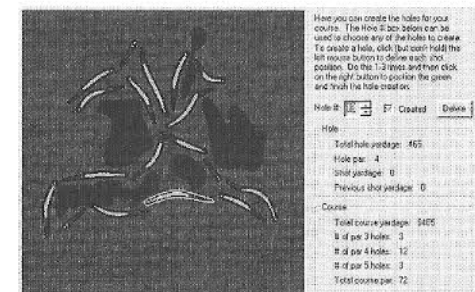 Here you can create the holes for your
course. The Hole # box below can be
used to choose any of the holes to create.
To create a hole, click (but don't hold) the
left mouse button to define each shot
position. Do this 1-3 times and then click
on the right button to position the green
and finish the hole creation.
Hole #: Created Delete
Hole
Total hole yardage: 465
Hole par: 4
Shot yardage: 0
Previous shot yardage: 0
Course
Total course yardage:
# of par 3 holes: 3
# of par 4 holes: 12
# of par 5 holes: 3
Total course par: 72